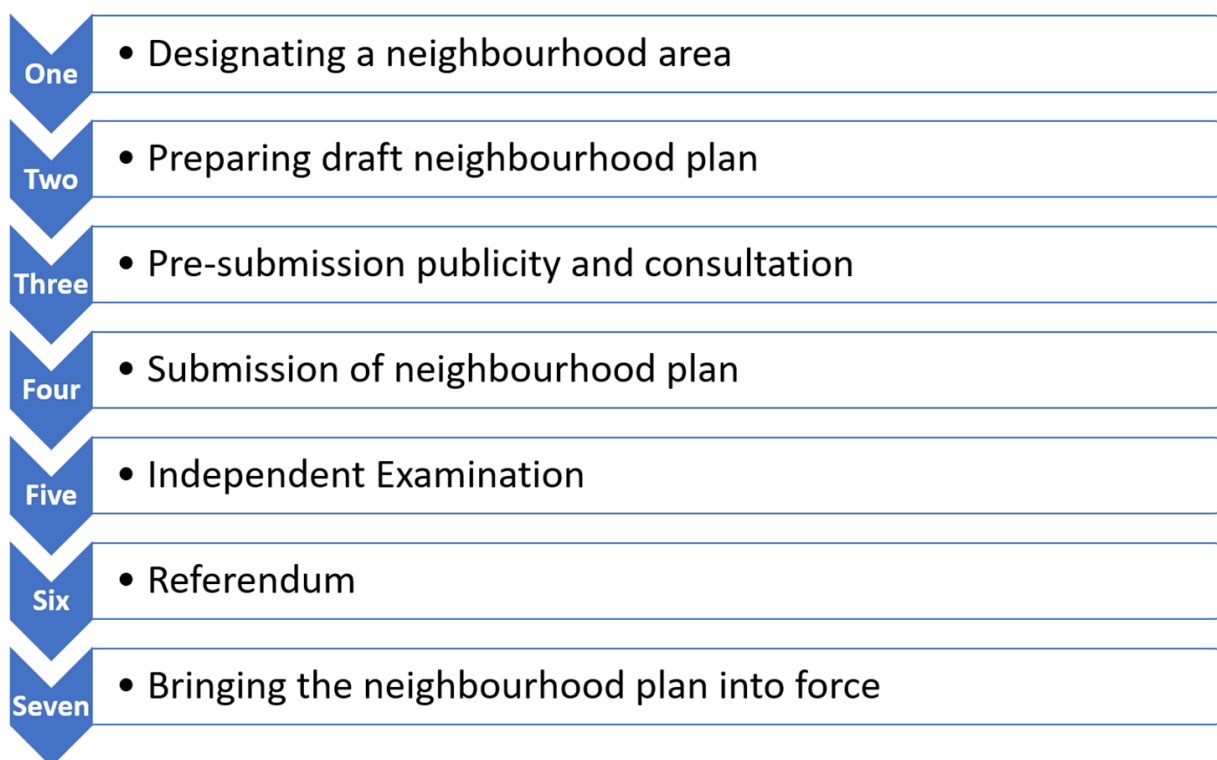 One
• Designating a neighbourhood area
Two
• Preparing draft neighbourhood plan
Three
• Pre-submission publicity and consultation
Four
• Submission of neighbourhood plan
Five
• Independent Examination
Six
• Referendum
Seven
• Bringing the neighbourhood plan into force